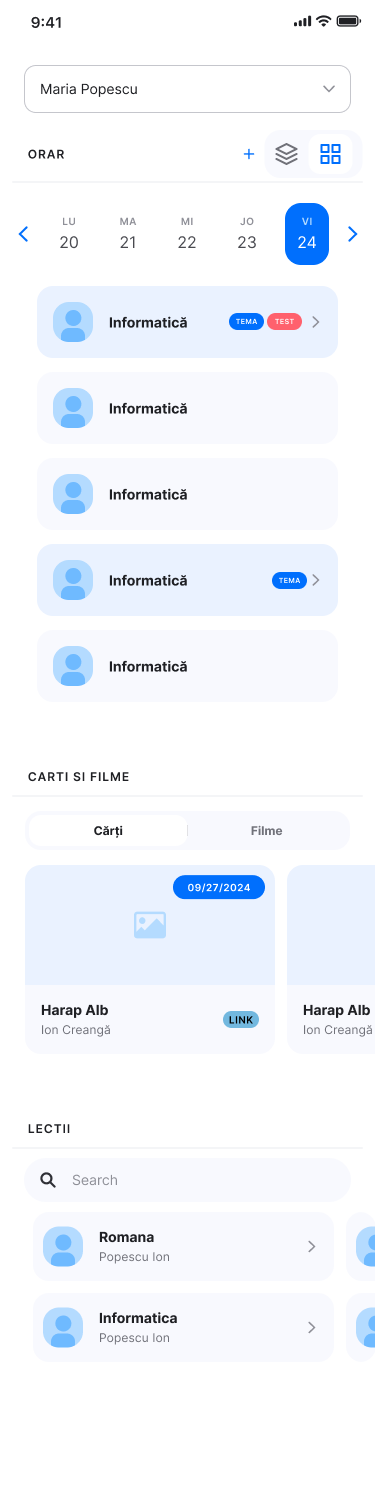 9:41
Maria Popescu
ORAR
LU MA MI JO VI
20 21 22 23 24
Informatică TEMA TEST
Informatică
Informatică
Informatică TEMA
Informatică
CARTI SI FILME
Cărți Filme
09/27/2024
Harap Alb Harap Alb
Ion Creangă LINK Ion Creangă
LECTII
Search
Romana
Popescu Ion
Informatica
Popescu Ion